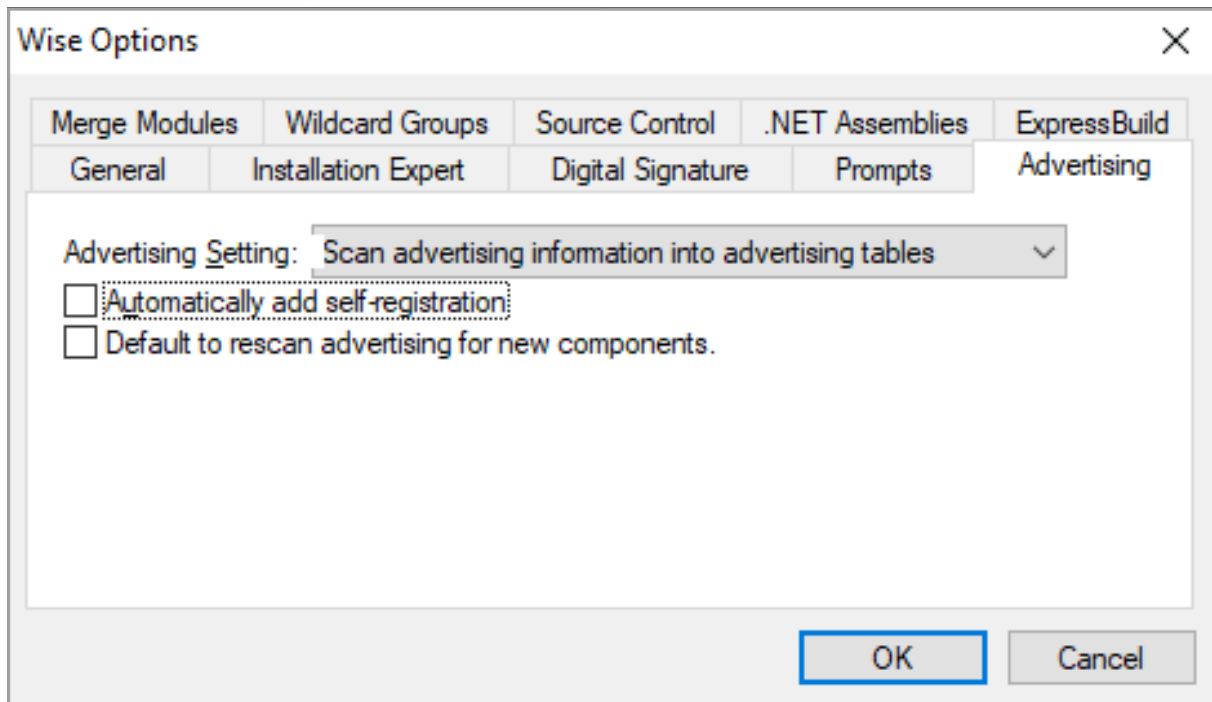 Wise Options
Merge Modules Wildcard Groups Source Control .NET Assemblies ExpressBuild
General Installation Expert Digital Signature Prompts Advertising
Advertising Setting: Scan advertising information into advertising tables
Automatically add self-registration
Default to rescan advertising for new components.
OK Cancel